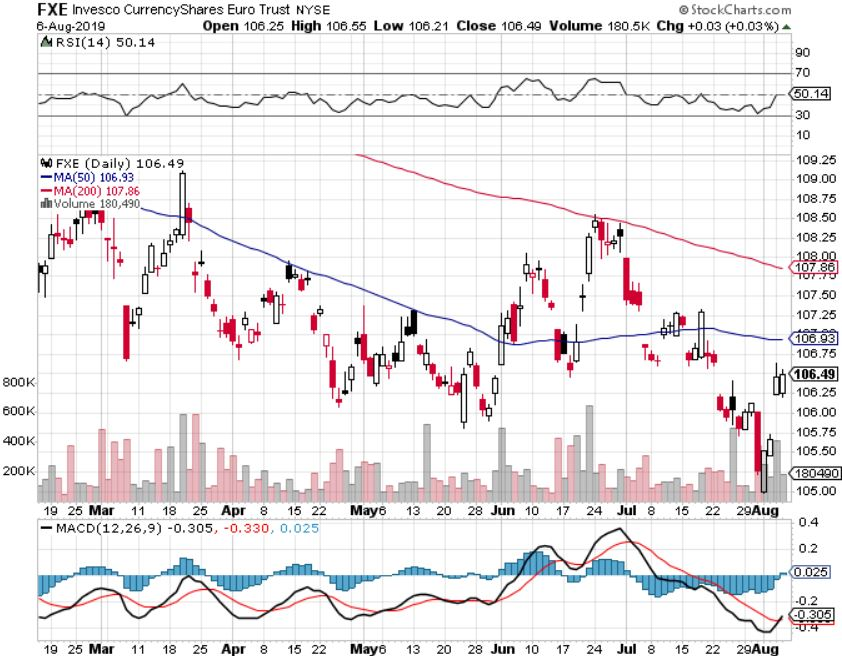 FXE Invesco CurrencyShares Euro Trust NYSE © StockCharts.com
6-Aug-2019 Open 106.25 High 106.55 Low 106.21 Close 106.49 Volume 180.5K Chg +0.03 (+0.03%)
RSI(14) 50.14
90
70
50.14
30
10
FXE (Daily) 106.49
MA(50) 106.93
MA(200) 107.86
Volume 180,490
109.25
109.00
108.75
108.50
108.25
108.00
107.86
107.75
107.50
107.25
107.00
106.93
106.75
106.49
106.25
106.00
105.75
105.50
180490
105.00
800K
600K
400K
200K
19 25 Mar 11 18 25 Apr 8 15 22 May 6 13 20 28 Jun 10 17 24 Jul 8 15 22 29 Aug
MACD(12,26,9) -0.305, -0.330, 0.025
0.4
0.2
0.025
-0.2
-0.305
-0.4
19 25 Mar 11 18 25 Apr 8 15 22 May 6 13 20 28 Jun 10 17 24 Jul 8 15 22 29 Aug